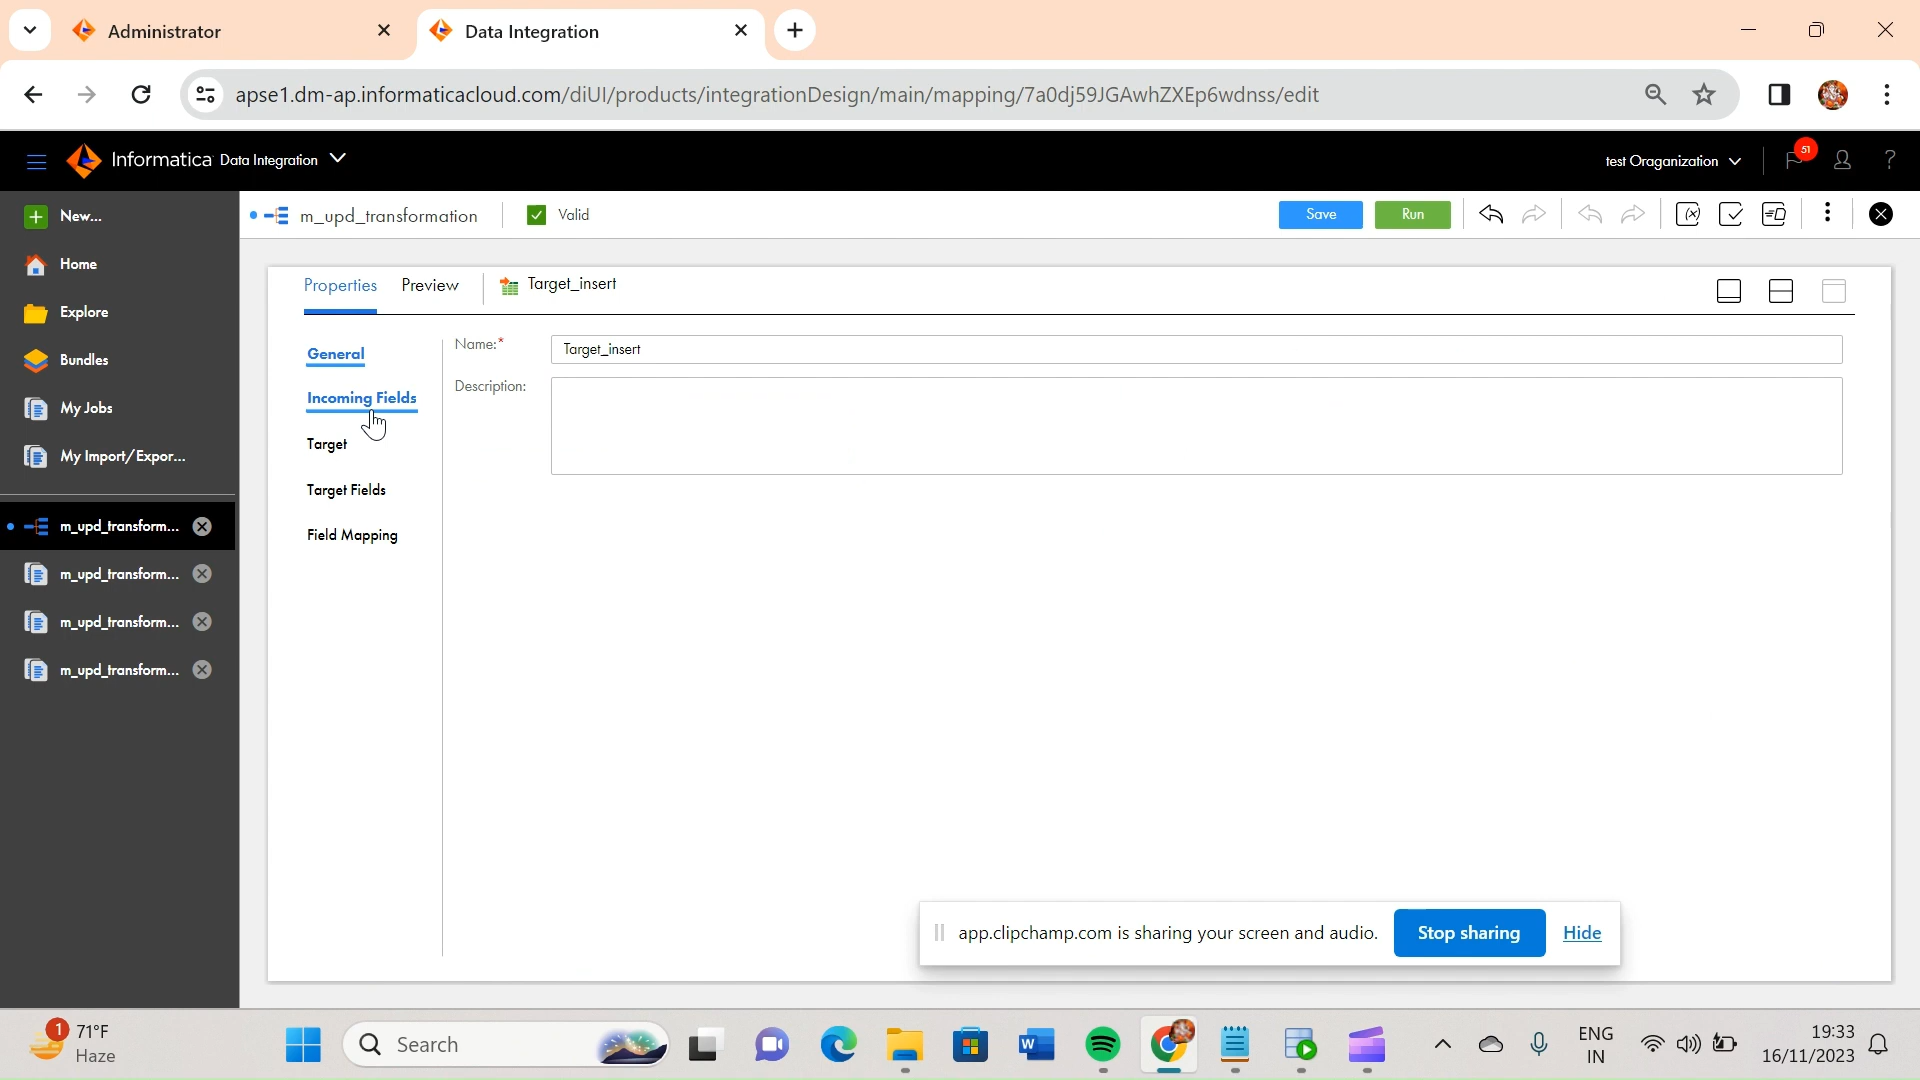 Administrator
Data Integration
apse1.dm-ap.informaticacloud.com/diUI/products/integrationDesign/main/mapping/7a0dj59JGAwhZXEp6wdnss/edit
Informatica Data Integration
test Oraganization
51
?
New...
m_upd_transformation
Valid
Save
Run
Home
Explore
Bundles
My Jobs
My Import/Expor...
m_upd_transform...
m_upd_transform...
m_upd_transform...
m_upd_transform...
Properties
Preview
Target_insert
General
Incoming Fields
Target
Target Fields
Field Mapping
Name:*
Target_insert
Description:
app.clipchamp.com is sharing your screen and audio.
Stop sharing
Hide
1
71°F
Haze
Search
ENG
IN
19:33
16/11/2023